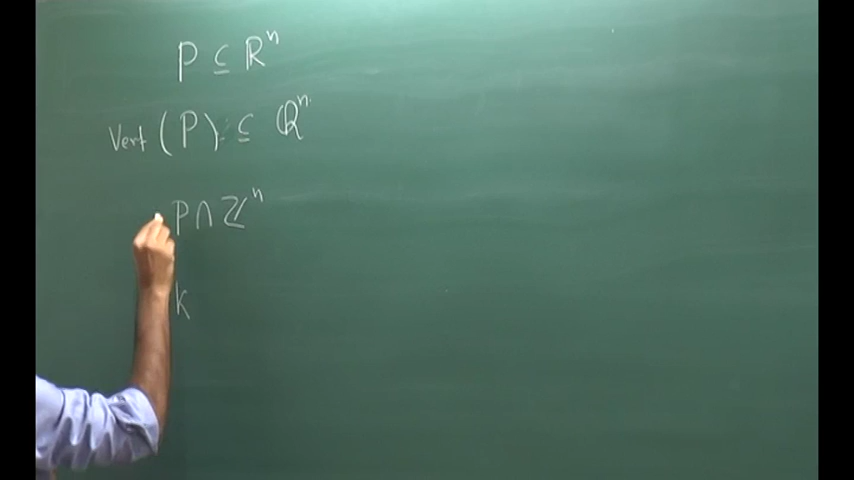 P ⊆ ℝⁿ
Vert (P) ⊆ ℚⁿ
P ∩ ℤⁿ
k